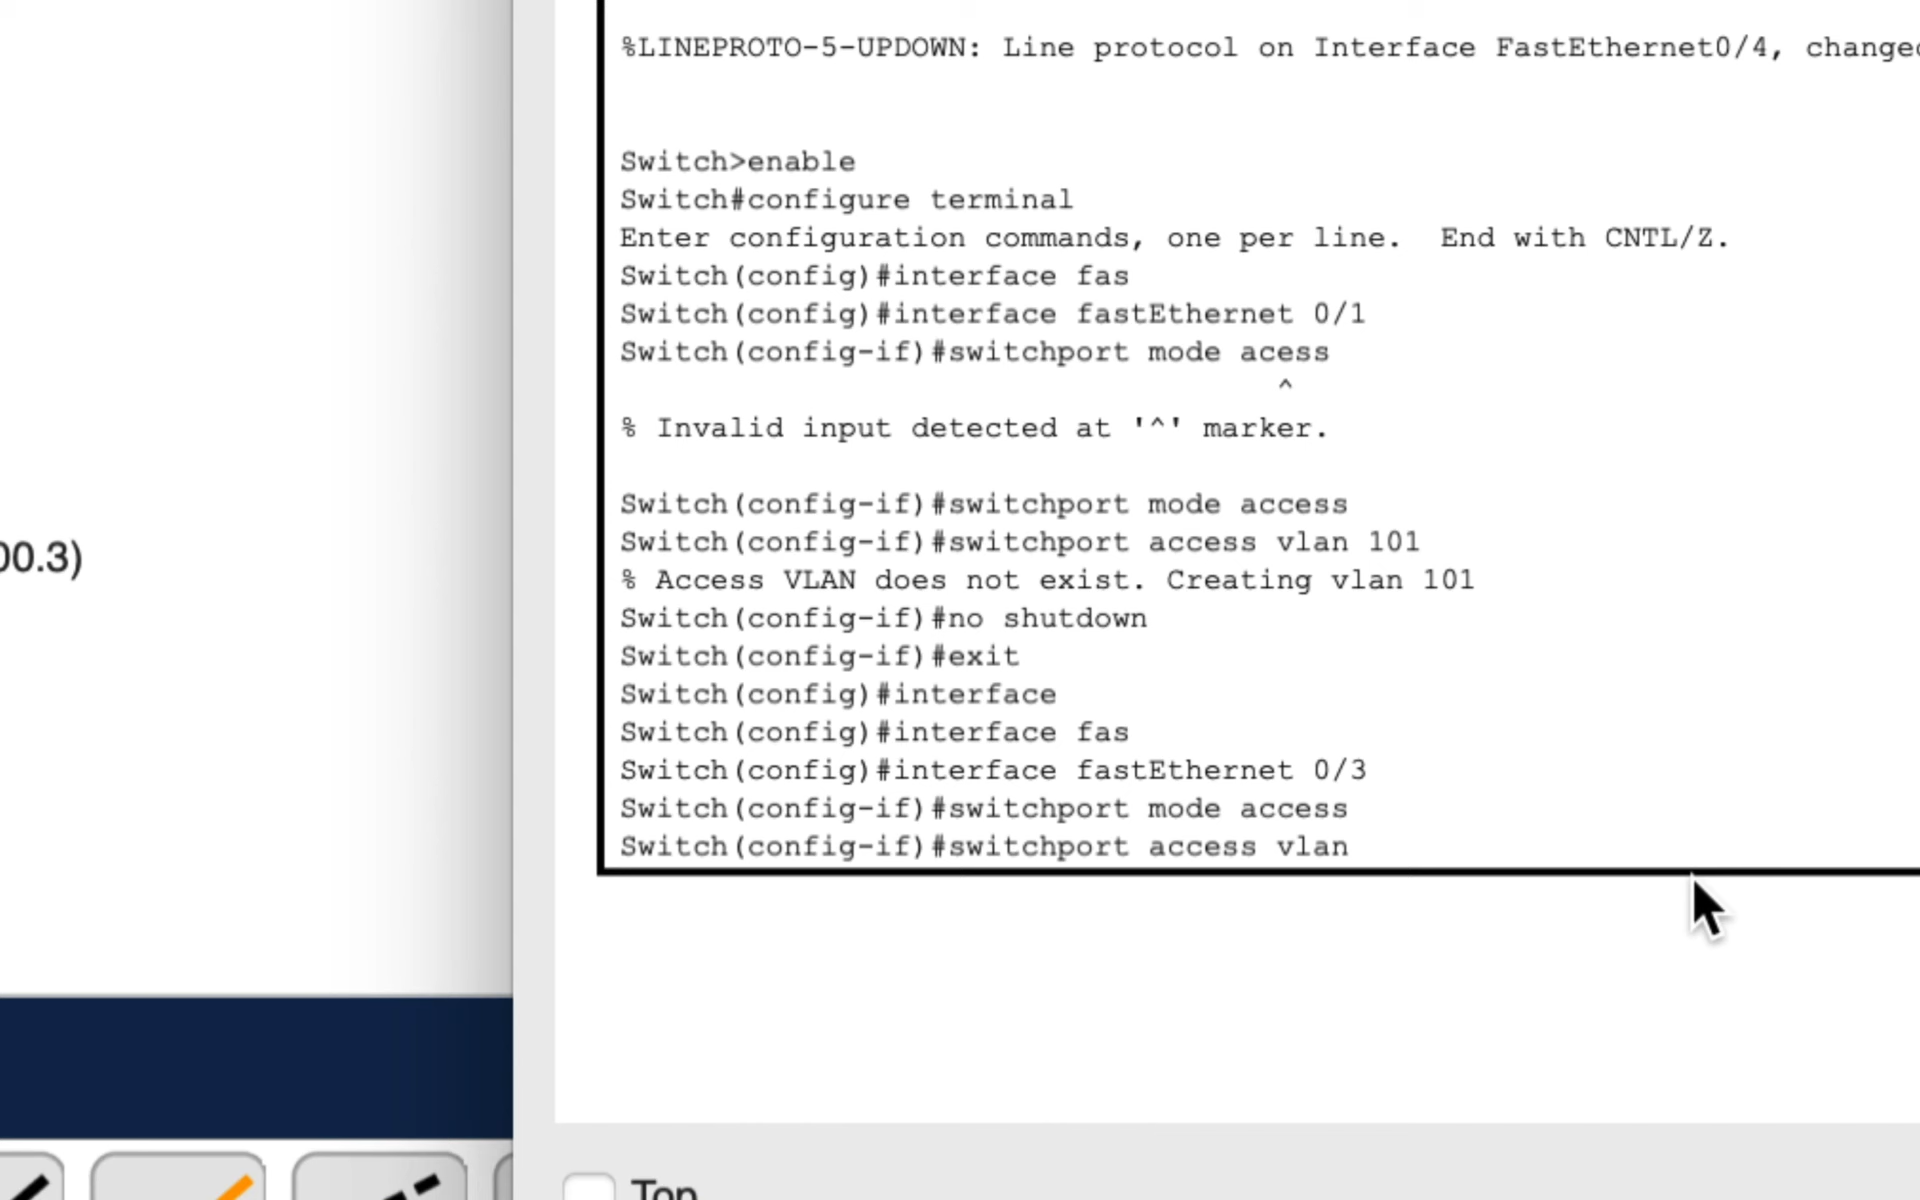 %LINEPROTO-5-UPDOWN: Line protocol on Interface FastEthernet0/4, changed
Switch>enable
Switch#configure terminal
Enter configuration commands, one per line.  End with CNTL/Z.
Switch(config)#interface fas
Switch(config)#interface fastEthernet 0/1
Switch(config-if)#switchport mode acess
^
% Invalid input detected at '^' marker.
Switch(config-if)#switchport mode access
Switch(config-if)#switchport access vlan 101
% Access VLAN does not exist. Creating vlan 101
Switch(config-if)#no shutdown
Switch(config-if)#exit
Switch(config)#interface
Switch(config)#interface fas
Switch(config)#interface fastEthernet 0/3
Switch(config-if)#switchport mode access
Switch(config-if)#switchport access vlan
00.3)
Top